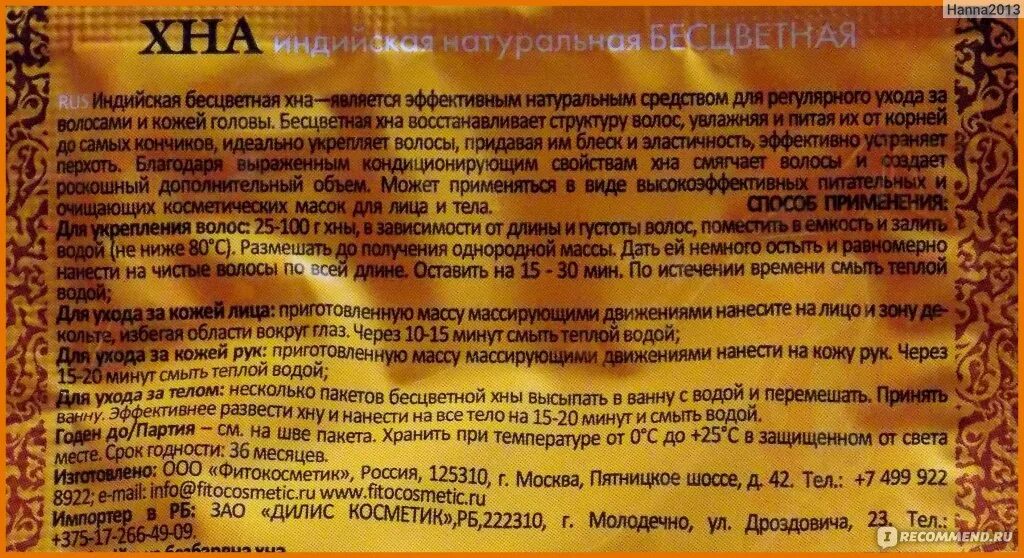 Hanna2013
ХНА индийская натуральная БЕСЦВЕТНАЯ
RUS Индийская бесцветная хна—является эффективным натуральным средством для регулярного ухода за
волосами и кожей головы. Бесцветная хна восстанавливает структуру волос, увлажняя и питая их от корней
до самых кончиков, идеально укрепляет волосы, придавая им блеск и эластичность, эффективно устраняет
перхоть. Благодаря выраженным кондиционирующим свойствам хна смягчает волосы и создает
роскошный дополнительный объем. Может применяться в виде высокоэффективных питательных и
очищающих косметических масок для лица и тела. СПОСОБ ПРИМЕНЕНИЯ:
Для укрепления волос: 25-100 г хны, в зависимости от длины и густоты волос, поместить в емкость и залить
водой (не ниже 80°С). Размешать до получения однородной массы. Дать ей немного остыть и равномерно
нанести на чистые волосы по всей длине. Оставить на 15 - 30 мин. По истечении времени смыть теплой
водой;
Для ухода за кожей лица: приготовленную массу массирующими движениями нанесите на лицо и зону де-
кольте, избегая области вокруг глаз. Через 10-15 минут смыть теплой водой;
Для ухода за кожей рук: приготовленную массу массирующими движениями нанести на кожу рук. Через
15-20 минут смыть теплой водой;
Для ухода за телом: несколько пакетов бесцветной хны высыпать в ванну с водой и перемешать. Принять
ванну. Эффективнее развести хну и нанести на все тело на 15-20 минут и смыть водой.
Годен до/Партия – см. на шве пакета. Хранить при температуре от 0°С до +25°С в защищенном от света
месте. Срок годности: 36 месяцев.
Изготовлено: ООО «Фитокосметик», Россия, 125310, г. Москва, Пятницкое шоссе, д. 42. Тел.: +7 499 922
8922; e-mail: info@fitocosmetic.ru www.fitocosmetic.ru
Импортер в РБ: ЗАО «ДИЛИС КОСМЕТИК»,РБ,222310, г. Молодечно, ул. Дроздовича, 23. Тел.:
+375-17-266-49-09.
безбарвна хна
IRECOMMEND.RU